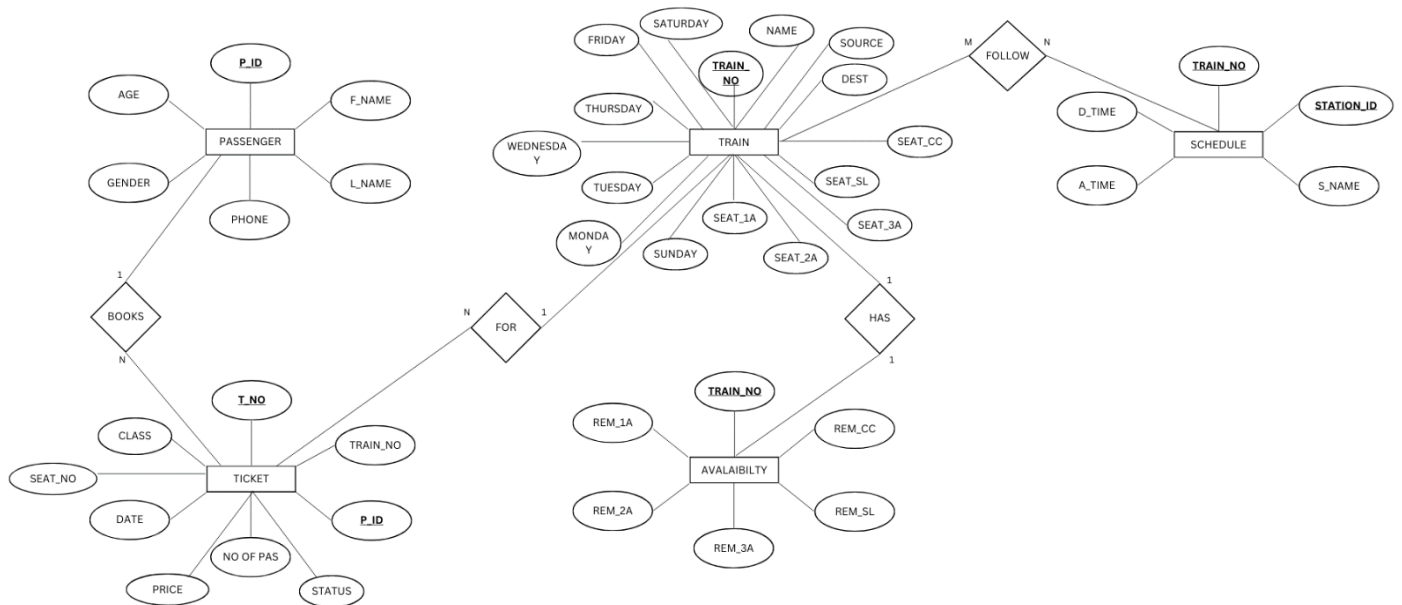 SATURDAY
NAME
FRIDAY
SOURCE
M
N
FOLLOW
P_ID
TRAIN_
NO
TRAIN_NO
DEST
AGE
F_NAME
THURSDAY
STATION_ID
D_TIME
PASSENGER
TRAIN
SEAT_CC
SCHEDULE
WEDNESDA
Y
GENDER
L_NAME
TUESDAY
SEAT_SL
A_TIME
S_NAME
PHONE
SEAT_1A
SEAT_3A
MONDA
Y
SUNDAY
SEAT_2A
1
1
BOOKS
N
1
FOR
HAS
N
1
T_NO
TRAIN_NO
CLASS
TRAIN_NO
REM_1A
REM_CC
SEAT_NO
TICKET
AVALAIBILTY
DATE
P_ID
REM_2A
REM_SL
NO OF PAS
REM_3A
PRICE
STATUS